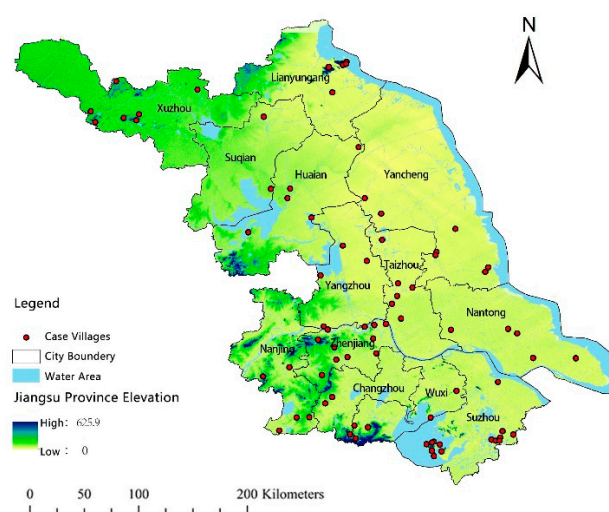 N
Lianyungang
Xuzhou
Suqian
Huaian
Yancheng
Taizhou
Yangzhou
Nantong
Nanjing
Zhenjiang
Changzhou
Wuxi
Suzhou
Legend
Case Villages
City Boundery
Water Area
Jiangsu Province Elevation
High: 625.9
Low : 0
0 50 100 200 Kilometers